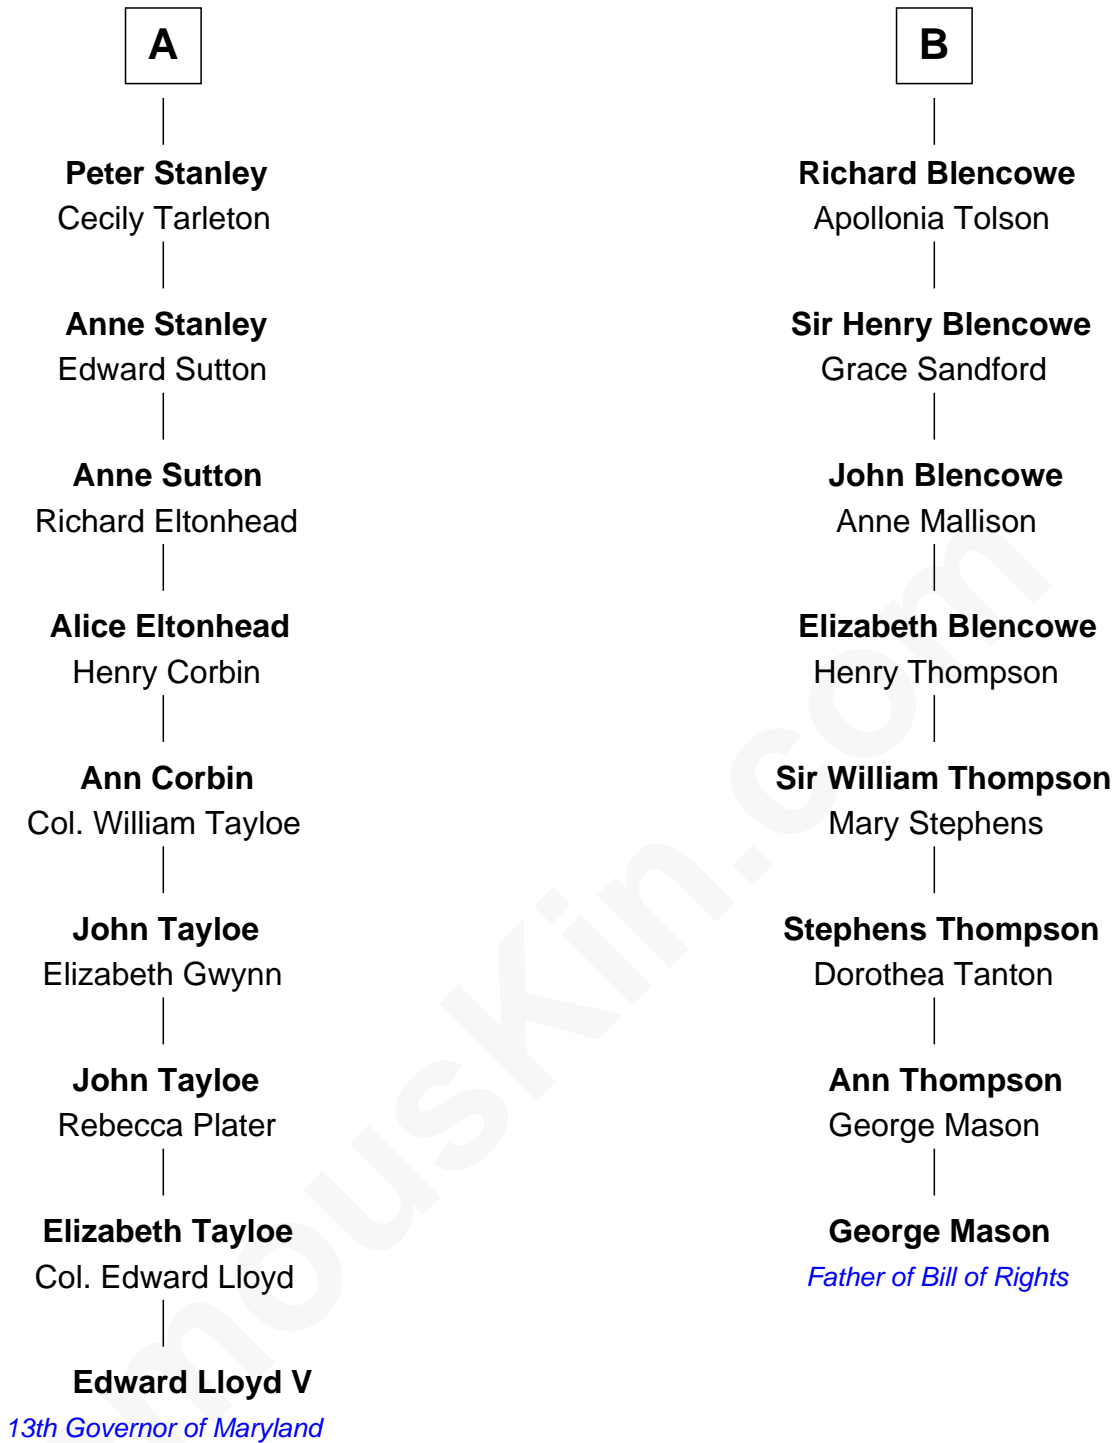 A
Peter Stanley
Cecily Tarleton
Anne Stanley
Edward Sutton
Anne Sutton
Richard Eltonhead
Alice Eltonhead
Henry Corbin
Ann Corbin
Col. William Tayloe
John Tayloe
Elizabeth Gwynn
John Tayloe
Rebecca Plater
Elizabeth Tayloe
Col. Edward Lloyd
Edward Lloyd V
13th Governor of Maryland
B
Richard Blencowe
Apollonia Tolson
Sir Henry Blencowe
Grace Sandford
John Blencowe
Anne Mallison
Elizabeth Blencowe
Henry Thompson
Sir William Thompson
Mary Stephens
Stephens Thompson
Dorothea Tanton
Ann Thompson
George Mason
George Mason
Father of Bill of Rights
mousKin.com